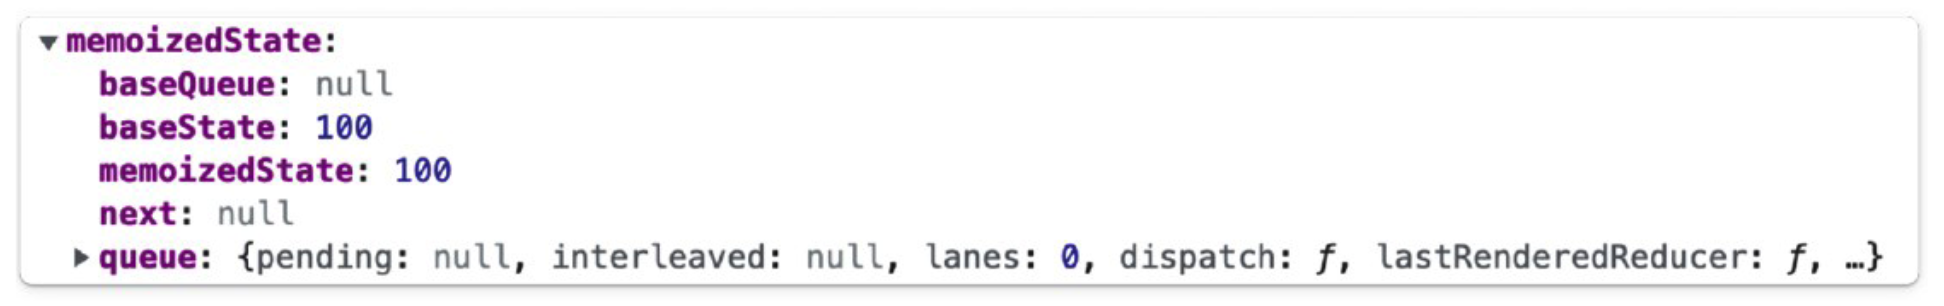 ▼ memoizedState:
baseQueue: null
baseState: 100
memoizedState: 100
next: null
▶ queue: {pending: null, interleaved: null, lanes: 0, dispatch: ƒ, lastRenderedReducer: ƒ, …}